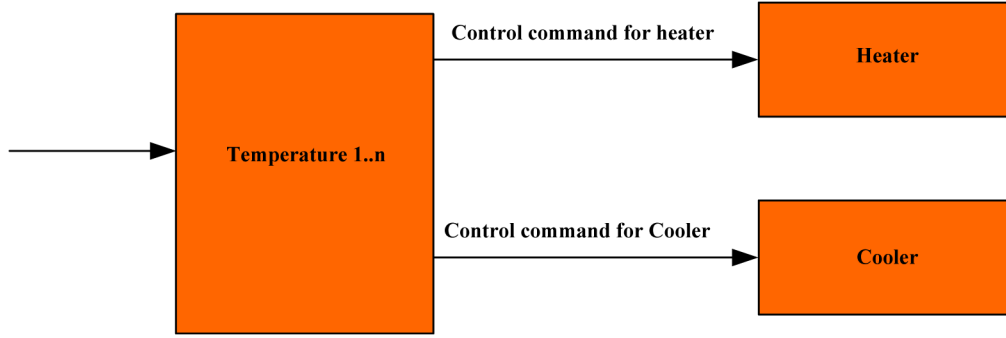 Control command for heater
Heater
Temperature 1..n
Control command for Cooler
Cooler